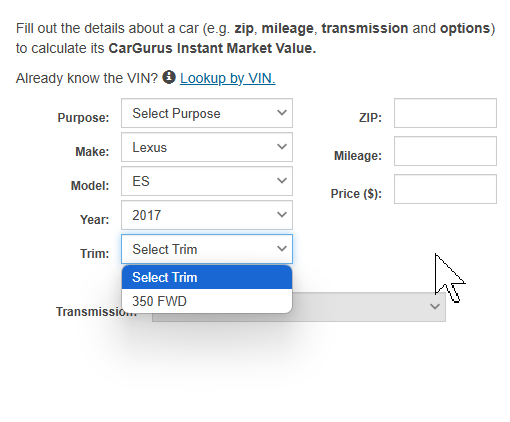 Fill out the details about a car (e.g. zip, mileage, transmission and options)
to calculate its CarGurus Instant Market Value.
Already know the VIN? Lookup by VIN.
Purpose: Select Purpose ZIP:
Make: Lexus Mileage:
Model: ES Price ($):
Year: 2017
Trim: Select Trim
Select Trim
350 FWD